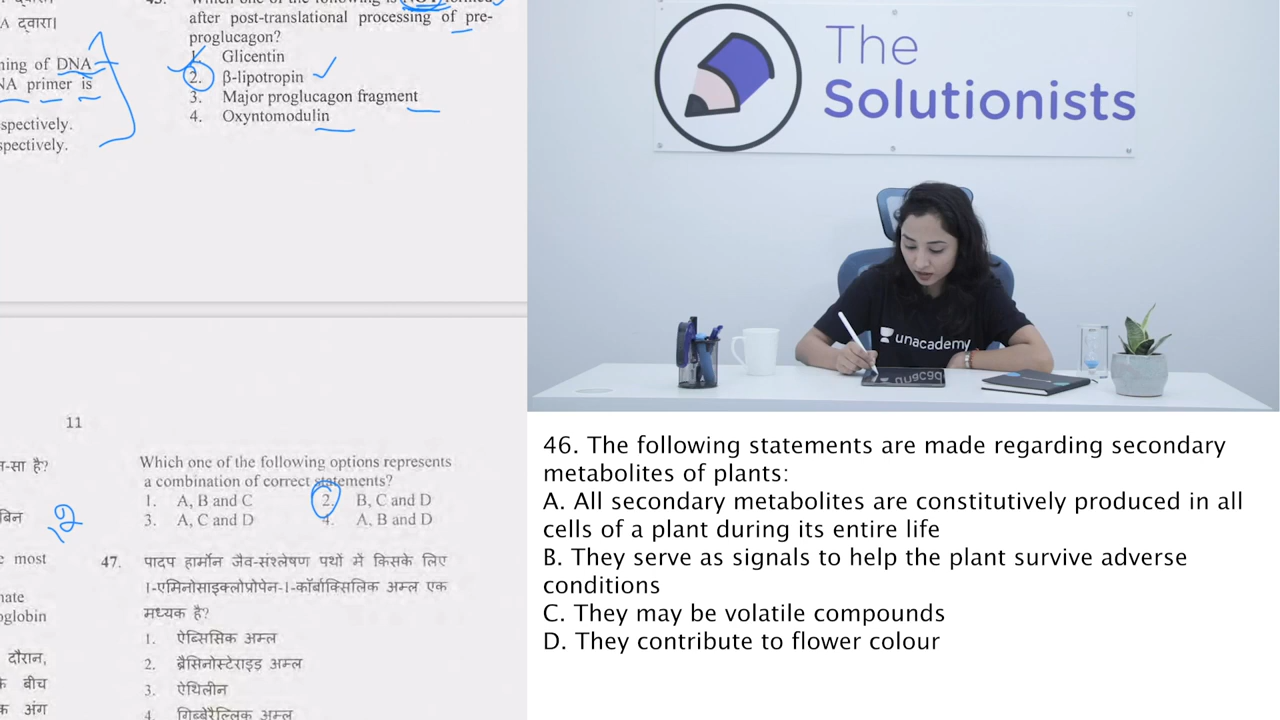 A द्वारा।
ning of DNA
NA primer is
spectively.
spectively.
after post-translational processing of pre-
proglucagon?
1. Glicentin
2. β-lipotropin
3. Major proglucagon fragment
4. Oxyntomodulin
11
न-सा है?
बिन
e most
nate
oglobin
दौरान,
के बीच
क अंग
Which one of the following options represents
a combination of correct statements?
1. A, B and C 2. B, C and D
3. A, C and D 4. A, B and D
2
47. पादप हार्मोन जैव-संश्लेषण पथों में किसके लिए
1-एमिनोसाइक्लोप्रोपेन-1-कॉर्बाक्सिलिक अम्ल एक
मध्यक है?
1. ऐब्सिसिक अम्ल
2. ब्रैसिनोस्टेराइड अम्ल
3. ऐथिलीन
4. गिब्बेरैल्लिक अम्ल
The
Solutionists
unacademy
46. The following statements are made regarding secondary
metabolites of plants:
A. All secondary metabolites are constitutively produced in all
cells of a plant during its entire life
B. They serve as signals to help the plant survive adverse
conditions
C. They may be volatile compounds
D. They contribute to flower colour